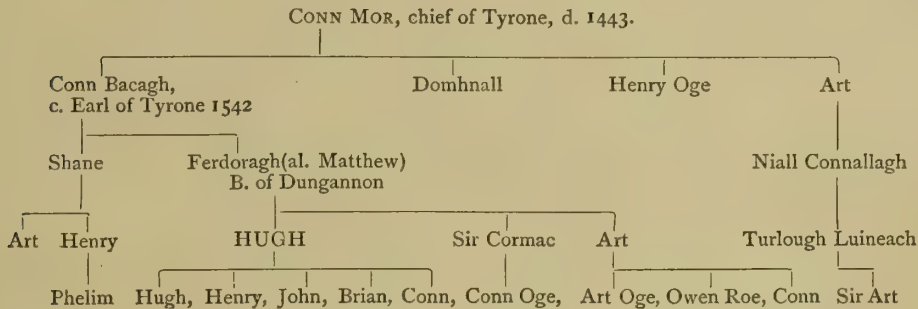 CONN MOR, chief of Tyrone, d. 1443.
Conn Bacagh, Domhnall Henry Oge Art
c. Earl of Tyrone 1542
Shane Ferdoragh(al. Matthew) Niall Connallagh
B. of Dungannon
Art Henry HUGH Sir Cormac Art Turlough Luineach
Phelim Hugh, Henry, John, Brian, Conn, Conn Oge, Art Oge, Owen Roe, Conn Sir Art